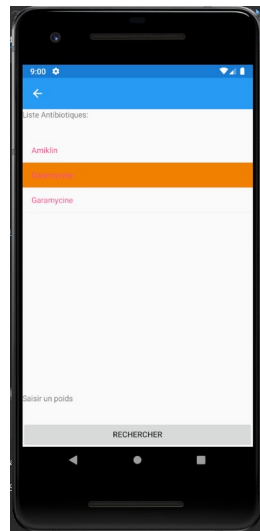 9:00
Liste Antibiotiques:
Amiklin
Garamycine
Saisir un poids
RECHERCHER